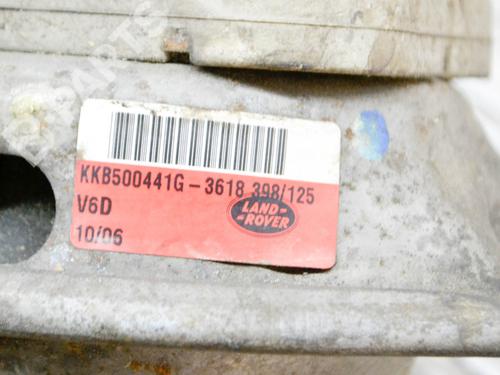 KKB500441G-3618 398/125
V6D
LAND-
-ROVER
10/06